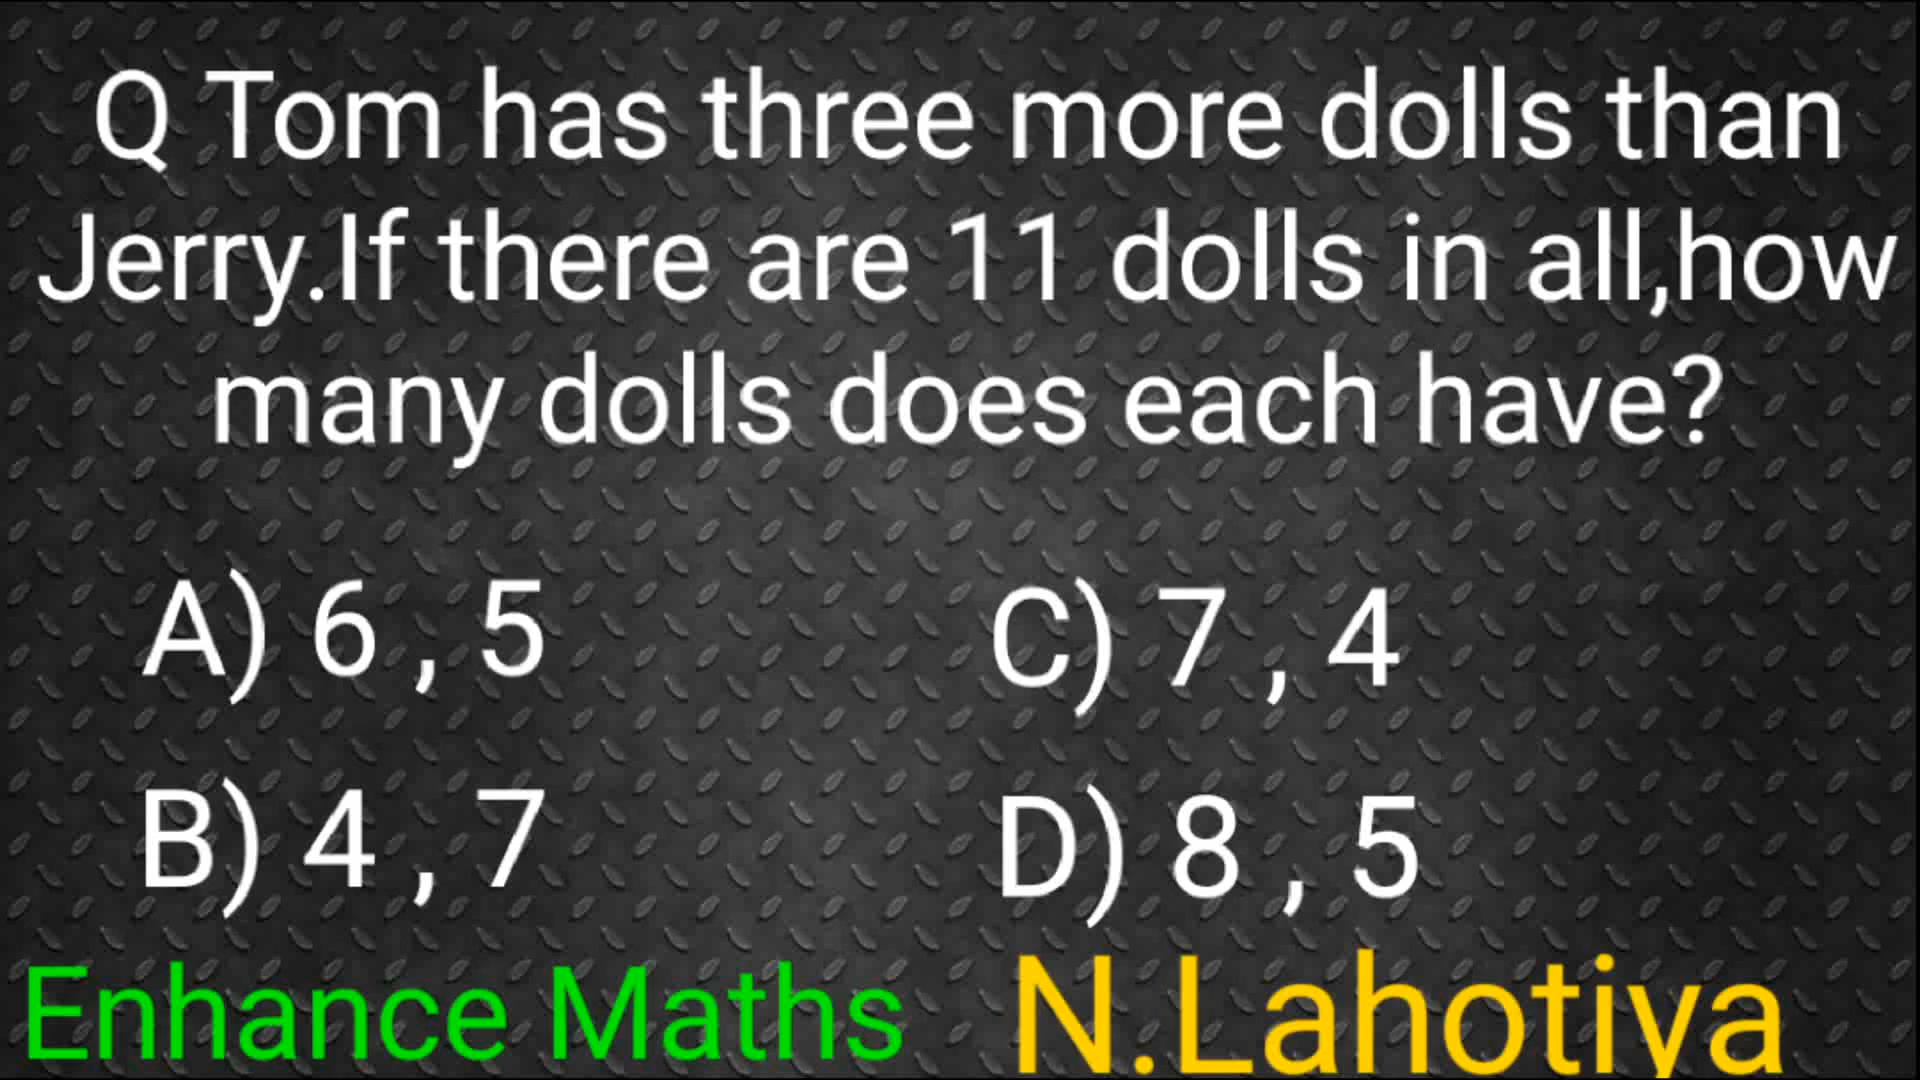 Q Tom has three more dolls than
Jerry.If there are 11 dolls in all,how
many dolls does each have?
A) 6 , 5
C) 7 , 4
B) 4 , 7
D) 8 , 5
Enhance Maths
N.Lahotiya